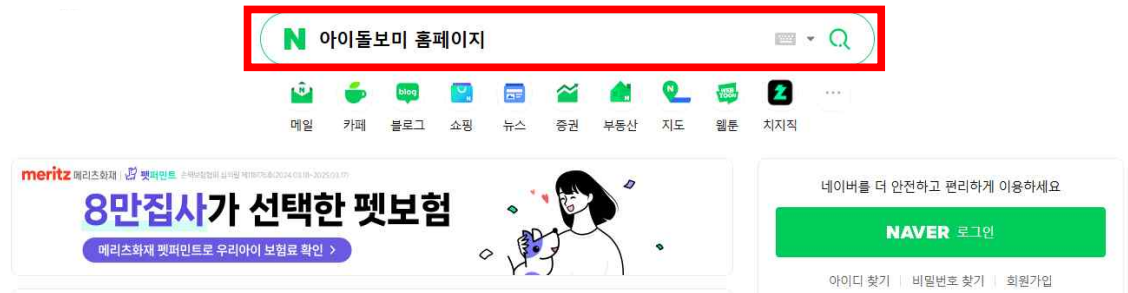 N 아이돌보미 홈페이지
메일 카페 블로그 쇼핑 뉴스 증권 부동산 지도 웹툰 치지직
meritz 메리츠화재 펫퍼민트
8만집사가 선택한 펫보험
메리츠화재 펫퍼민트로 우리아이 보험료 확인 >
네이버를 더 안전하고 편리하게 이용하세요
NAVER 로그인
아이디 찾기 비밀번호 찾기 회원가입